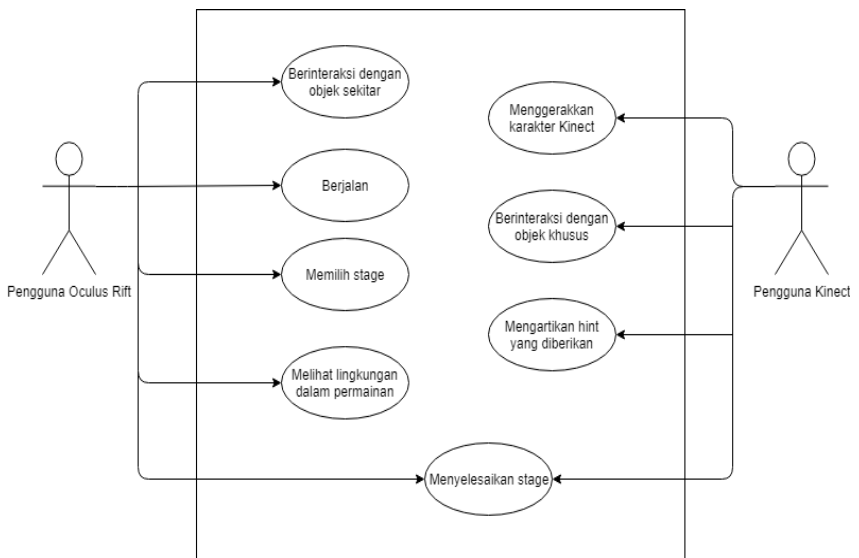 Berinteraksi dengan
objek sekitar
Menggerakkan
karakter Kinect
Berjalan
Berinteraksi dengan
objek khusus
Memilih stage
Pengguna Oculus Rift
Pengguna Kinect
Mengartikan hint
yang diberikan
Melihat lingkungan
dalam permainan
Menyelesaikan stage